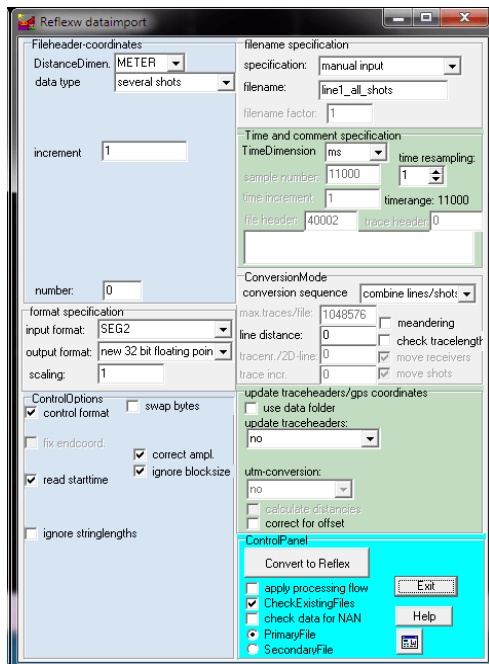 Reflexw dataimport
Fileheader-coordinates
DistanceDimen. METER
data type several shots
increment 1
number: 0
filename specification
specification: manual input
filename: line1_all_shots
filename factor: 1
Time and comment specification
TimeDimension ms
time resampling:
sample number: 11000 1
time increment 1 timerange: 11000
file header: 40002 trace header 0
ConversionMode
conversion sequence combine lines/shots
max.traces/file: 1048576
meandering
line distance: 0
check tracelength
tracenr./2D-line: 0 move receivers
trace incr. 0 move shots
format specification
input format: SEG2
output format: new 32 bit floating poin
scaling: 1
ControlOptions
control format swap bytes
fix endcoord.
correct ampl.
ignore blocksize
read starttime
ignore stringlengths
update traceheaders/gps coordinates
use data folder
update traceheaders:
no
utm-conversion:
no
calculate distancies
correct for offset
ControlPanel
Convert to Reflex
apply processing flow Exit
CheckExistingFiles
check data for NAN Help
PrimaryFile
SecondaryFile